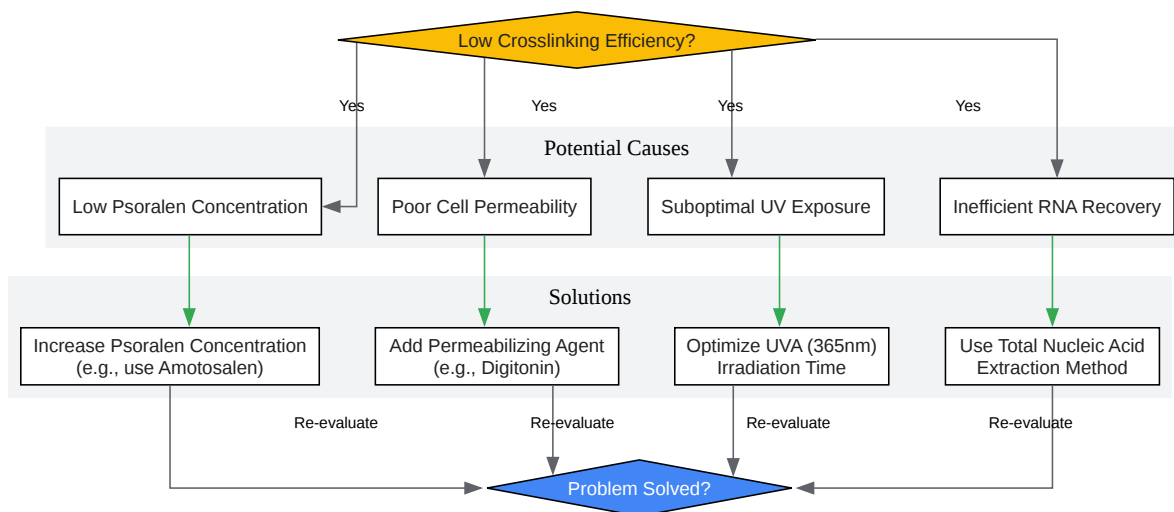 Low Crosslinking Efficiency?
Yes
Yes
Yes
Yes
Potential Causes
Low Psoralen Concentration
Poor Cell Permeability
Suboptimal UV Exposure
Inefficient RNA Recovery
Solutions
Increase Psoralen Concentration
(e.g., use Amotosalen)
Add Permeabilizing Agent
(e.g., Digitonin)
Optimize UVA (365nm)
Irradiation Time
Use Total Nucleic Acid
Extraction Method
Re-evaluate
Re-evaluate
Re-evaluate
Re-evaluate
Problem Solved?